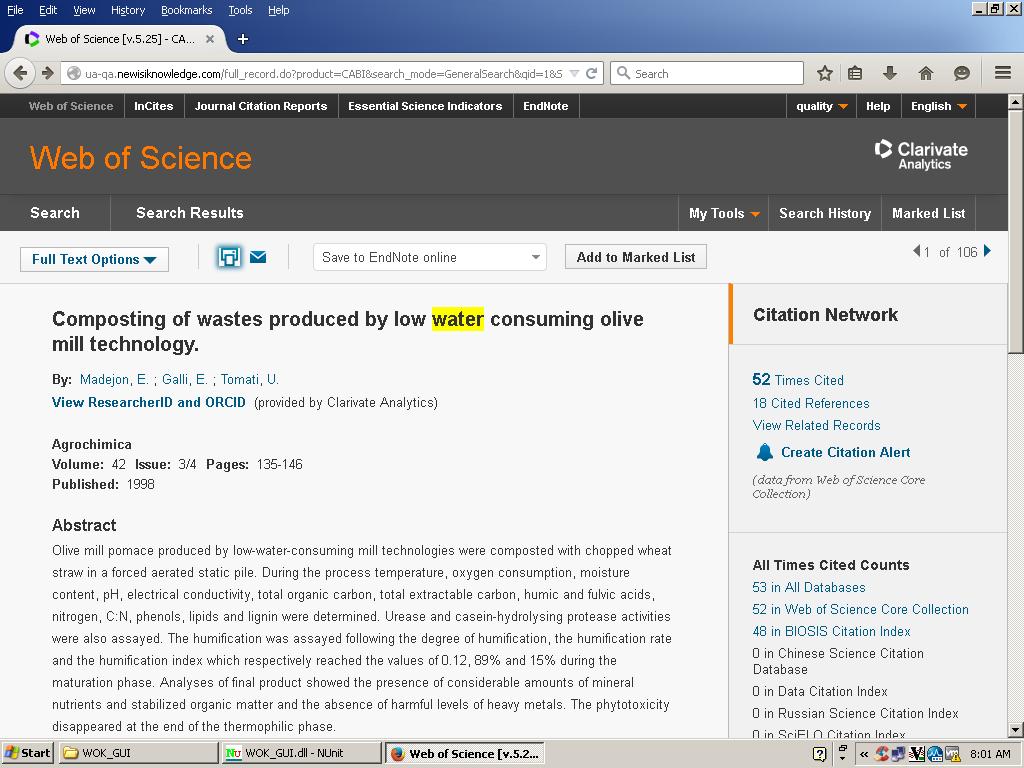 File Edit View History Bookmarks Tools Help
Web of Science [v.5.25] - CA...
ua-qa.newisiknowledge.com/full_record.do?product=CABI&search_mode=GeneralSearch&qid=1&S
Search
Web of Science InCites Journal Citation Reports Essential Science Indicators EndNote quality Help English
Web of Science
Clarivate Analytics
Search Search Results My Tools Search History Marked List
Full Text Options Save to EndNote online Add to Marked List 1 of 106
Composting of wastes produced by low water consuming olive
mill technology.
By: Madejon, E. ; Galli, E. ; Tomati, U.
View ResearcherID and ORCID (provided by Clarivate Analytics)
Agrochimica
Volume: 42 Issue: 3/4 Pages: 135-146
Published: 1998
Abstract
Olive mill pomace produced by low-water-consuming mill technologies were composted with chopped wheat
straw in a forced aerated static pile. During the process temperature, oxygen consumption, moisture
content, pH, electrical conductivity, total organic carbon, total extractable carbon, humic and fulvic acids,
nitrogen, C:N, phenols, lipids and lignin were determined. Urease and casein-hydrolysing protease activities
were also assayed. The humification was assayed following the degree of humification, the humification rate
and the humification index which respectively reached the values of 0.12, 89% and 15% during the
maturation phase. Analyses of final product showed the presence of considerable amounts of mineral
nutrients and stabilized organic matter and the absence of harmful levels of heavy metals. The phytotoxicity
disappeared at the end of the thermophilic phase.
Citation Network
52 Times Cited
18 Cited References
View Related Records
Create Citation Alert
(data from Web of Science Core
Collection)
All Times Cited Counts
53 in All Databases
52 in Web of Science Core Collection
48 in BIOSIS Citation Index
0 in Chinese Science Citation
Database
0 in Data Citation Index
0 in Russian Science Citation Index
0 in SciELO Citation Index
Start WOK_GUI WOK_GUI.dll - NUnit Web of Science [v.5.2... 8:01 AM